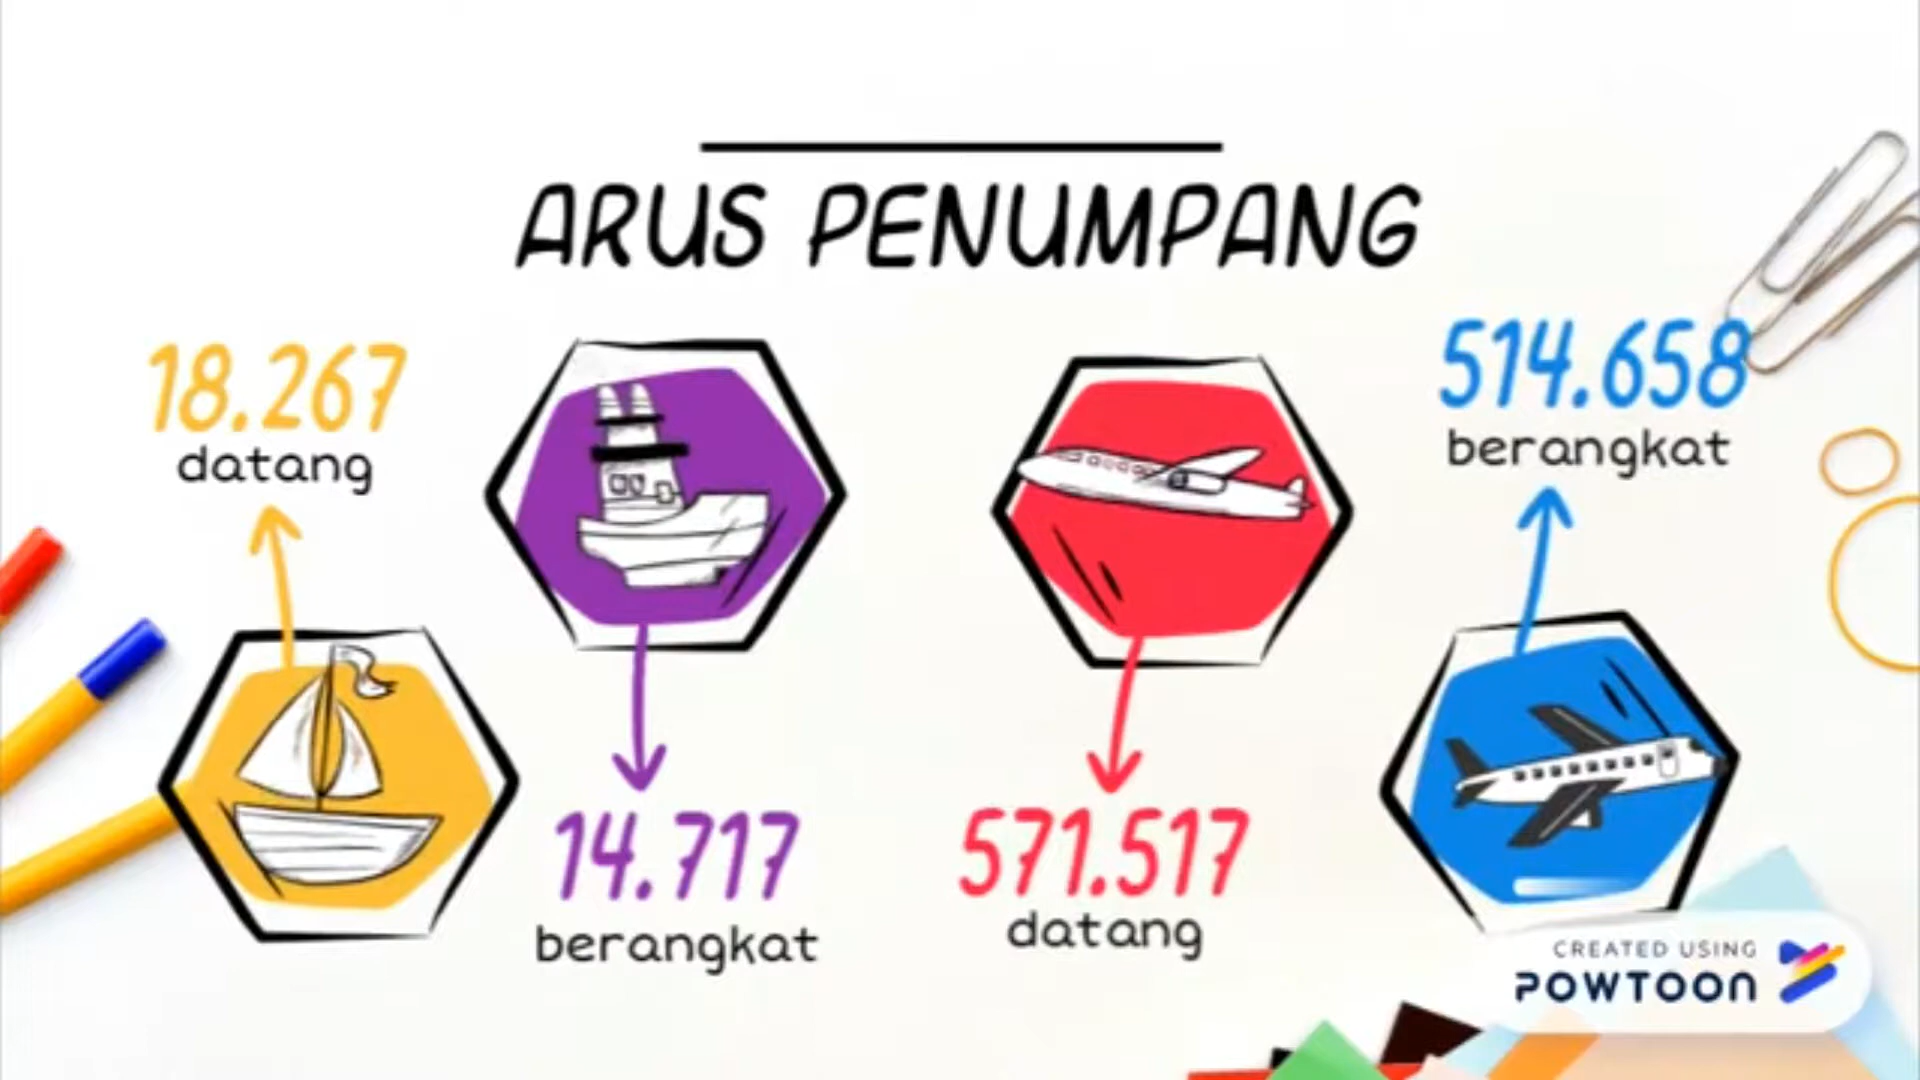 ARUS PENUMPANG
18.267
datang
14.717
berangkat
571.517
datang
514.658
berangkat
CREATED USING
POWTOON